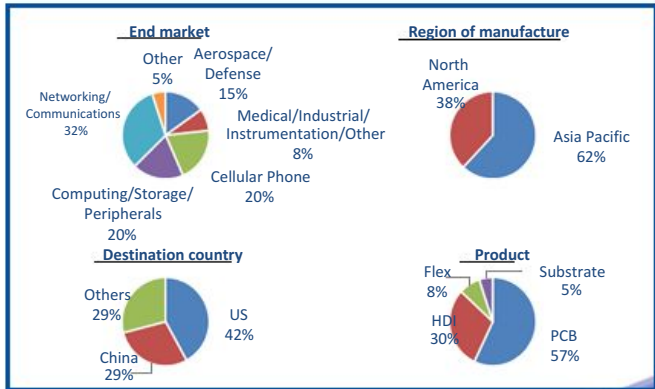 End market
Other
5%
Aerospace/
Defense
15%
Networking/
Communications
32%
Medical/Industrial/
Instrumentation/Other
8%
Cellular Phone
20%
Computing/Storage/
Peripherals
20%
Region of manufacture
North
America
38%
Asia Pacific
62%
Destination country
Others
29%
US
42%
China
29%
Product
Flex
8%
Substrate
5%
HDI
30%
PCB
57%